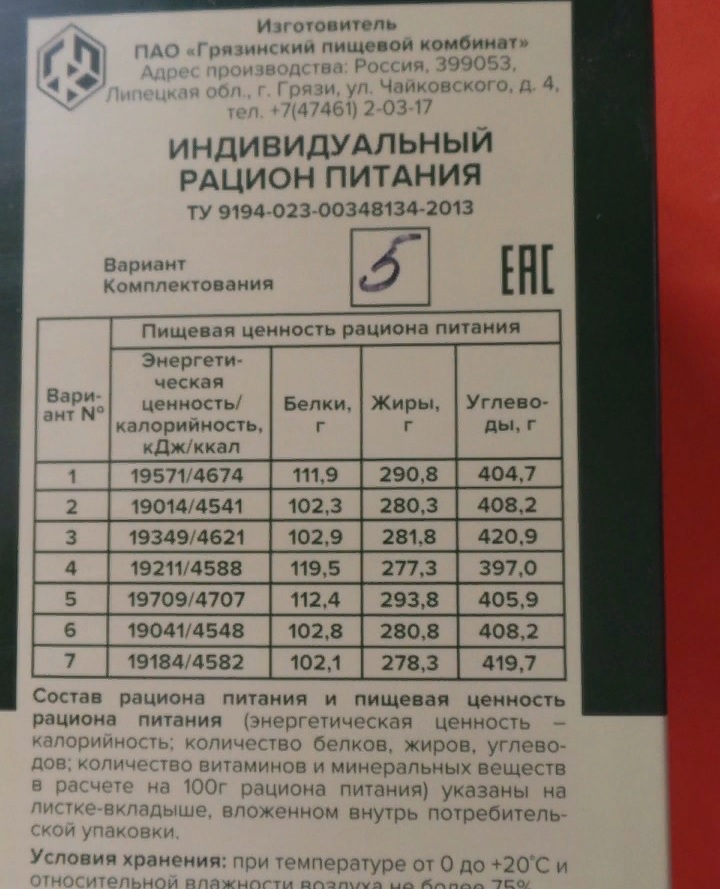 Изготовитель
ПАО «Грязинский пищевой комбинат»
Адрес производства: Россия, 399053,
Липецкая обл., г. Грязи, ул. Чайковского, д. 4,
тел. +7(47461) 2-03-17
ИНДИВИДУАЛЬНЫЙ
РАЦИОН ПИТАНИЯ
ТУ 9194-023-00348134-2013
Вариант
Комплектования
5
EAC
Вари-
ант №
Пищевая ценность рациона питания
Энергети-
ческая
ценность/
калорийность,
кДж/ккал
Белки,
г
Жиры,
г
Углево-
ды, г
1 19571/4674 111,9 290,8 404,7
2 19014/4541 102,3 280,3 408,2
3 19349/4621 102,9 281,8 420,9
4 19211/4588 119,5 277,3 397,0
5 19709/4707 112,4 293,8 405,9
6 19041/4548 102,8 280,8 408,2
7 19184/4582 102,1 278,3 419,7
Состав рациона питания и пищевая ценность
рациона питания (энергетическая ценность –
калорийность; количество белков, жиров, углево-
дов; количество витаминов и минеральных веществ
в расчете на 100г рациона питания) указаны на
листке-вкладыше, вложенном внутрь потребитель-
ской упаковки.
Условия хранения: при температуре от 0 до +20°С и
относительной влажности воздуха не более 75%